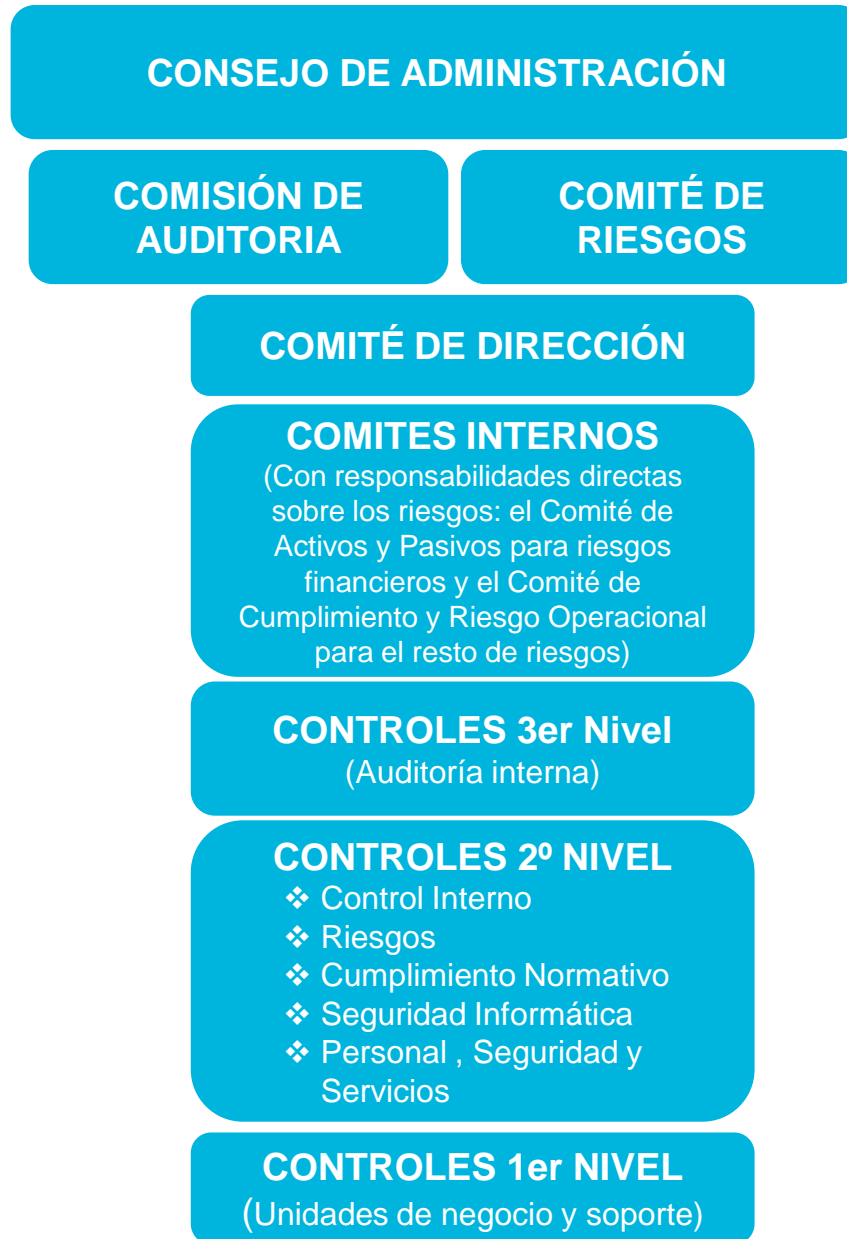 CONSEJO DE ADMINISTRACIÓN
COMISIÓN DE
AUDITORIA
COMITÉ DE
RIESGOS
COMITÉ DE DIRECCIÓN
COMITES INTERNOS
(Con responsabilidades directas
sobre los riesgos: el Comité de
Activos y Pasivos para riesgos
financieros y el Comité de
Cumplimiento y Riesgo Operacional
para el resto de riesgos)
CONTROLES 3er Nivel
(Auditoría interna)
CONTROLES 2º NIVEL
❖ Control Interno
❖ Riesgos
❖ Cumplimiento Normativo
❖ Seguridad Informática
❖ Personal , Seguridad y
Servicios
CONTROLES 1er NIVEL
(Unidades de negocio y soporte)